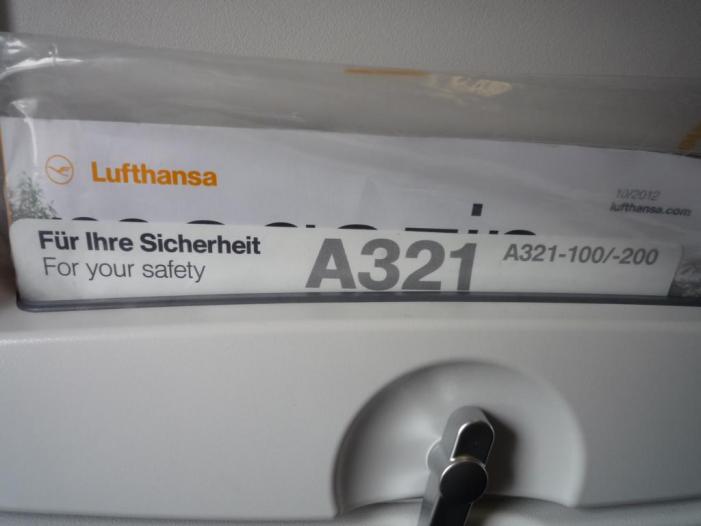 Lufthansa
10/2012
lufthansa.com
Für Ihre Sicherheit
For your safety
A321
A321-100/-200